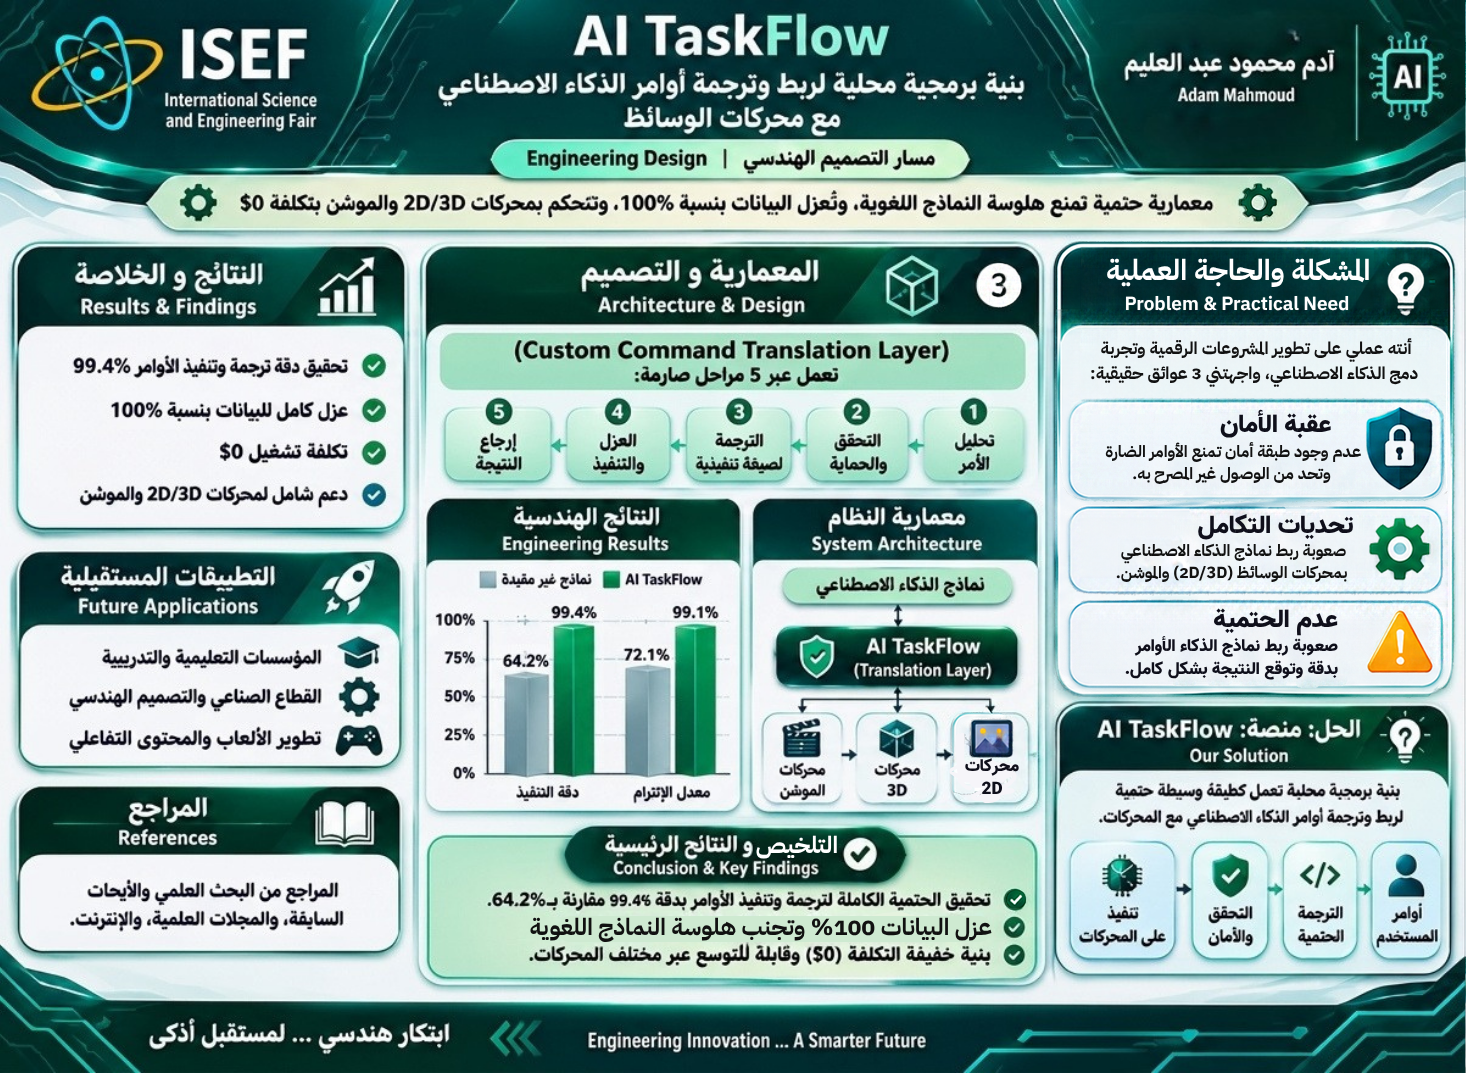 ISEF
International Science
and Engineering Fair
AI TaskFlow
بنية برمجية محلية لربط وترجمة أوامر الذكاء الاصطناعي
مع محركات الوسائط
آدم محمود عبد العليم
Adam Mahmoud
AI
مسار التصميم الهندسي | Engineering Design
معمارية حتمية تمنع هلوسة النماذج اللغوية، وتُعزل البيانات بنسبة 100%، وتتحكم بمحركات 2D/3D والموشن بتكلفة 0$
المشكلة والحاجة العملية
Problem & Practical Need
أنته عملي على تطوير المشروعات الرقمية وتجربة
دمج الذكاء الاصطناعي، واجهتني 3 عوائق حقيقية:
عقبة الأمان
عدم وجود طبقة أمان تمنع الأوامر الضارة
وتحد من الوصول غير المصرح به.
تحديات التكامل
صعوبة ربط نماذج الذكاء الاصطناعي
بمحركات الوسائط (2D/3D) والموشن.
عدم الحتمية
صعوبة ربط نماذج الذكاء الأوامر
بدقة وتوقع النتيجة بشكل كامل.
الحل: منصة: AI TaskFlow
Our Solution
بنية برمجية محلية تعمل كطبقة وسيطة حتمية
لربط وترجمة أوامر الذكاء الاصطناعي مع المحركات.
أوامر
المستخدم
الترجمة
الحتمية
التحقق
والأمان
تنفيذ
على المحركات
المعمارية و التصميم
Architecture & Design
3
(Custom Command Translation Layer)
تعمل عبر 5 مراحل صارمة:
1
تحليل
الأمر
2
التحقق
والحماية
3
الترجمة
لصيغة تنفيذية
4
العزل
والتنفيذ
5
إرجاع
النتيجة
معمارية النظام
System Architecture
نماذج الذكاء الاصطناعي
AI TaskFlow
(Translation Layer)
محركات
2D
محركات
3D
محركات
الموشن
النتائج الهندسية
Engineering Results
نماذج غير مقيدة
AI TaskFlow
100%
75%
50%
25%
0%
64.2%
99.4%
72.1%
99.1%
دقة التنفيذ
معدل الإلتزام
التلخيص و النتائج الرئيسية
Conclusion & Key Findings
تحقيق الحتمية الكاملة لترجمة وتنفيذ الأوامر بدقة 99.4% مقارنة بـ64.2%.
عزل البيانات 100% وتجنب هلوسة النماذج اللغوية
بنية خفيفة التكلفة (0$) وقابلة للتوسع عبر مختلف المحركات.
النتائج و الخلاصة
Results & Findings
تحقيق دقة ترجمة وتنفيذ الأوامر 99.4%
عزل كامل للبيانات بنسبة 100%
تكلفة تشغيل 0$
دعم شامل لمحركات 2D/3D والموشن
التطبيقات المستقبلية
Future Applications
المؤسسات التعليمية والتدريبية
القطاع الصناعي والتصميم الهندسي
تطوير الألعاب والمحتوى التفاعلي
المراجع
References
المراجع من البحث العلمي والأبحاث
السابقة، والمجلات العلمية، والإنترنت.
ابتكار هندسي ... لمستقبل أذكى
Engineering Innovation ... A Smarter Future